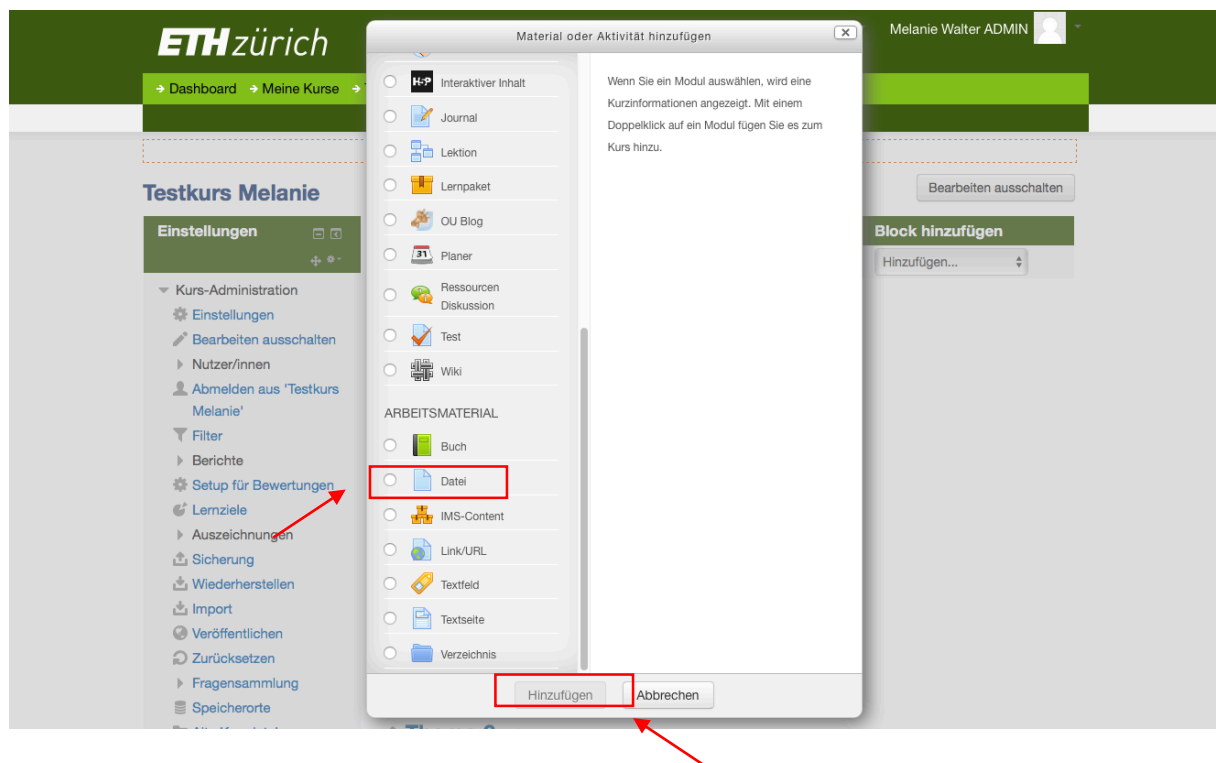 ETH zürich
Melanie Walter ADMIN
Dashboard
Meine Kurse
Testkurs Melanie
Bearbeiten ausschalten
Einstellungen
Kurs-Administration
Einstellungen
Bearbeiten ausschalten
Nutzer/innen
Abmelden aus 'Testkurs
Melanie'
Filter
Berichte
Setup für Bewertungen
Lernziele
Auszeichnungen
Sicherung
Wiederherstellen
Import
Veröffentlichen
Zurücksetzen
Fragensammlung
Speicherorte
Material oder Aktivität hinzufügen
H5P Interaktiver Inhalt
Journal
Lektion
Lernpaket
OU Blog
31 Planer
Ressourcen
Diskussion
Test
Wiki
ARBEITSMATERIAL
Buch
Datei
IMS-Content
Link/URL
Textfeld
Textseite
Verzeichnis
Wenn Sie ein Modul auswählen, wird eine
Kurzinformationen angezeigt. Mit einem
Doppelklick auf ein Modul fügen Sie es zum
Kurs hinzu.
Hinzufügen
Abbrechen
Block hinzufügen
Hinzufügen...